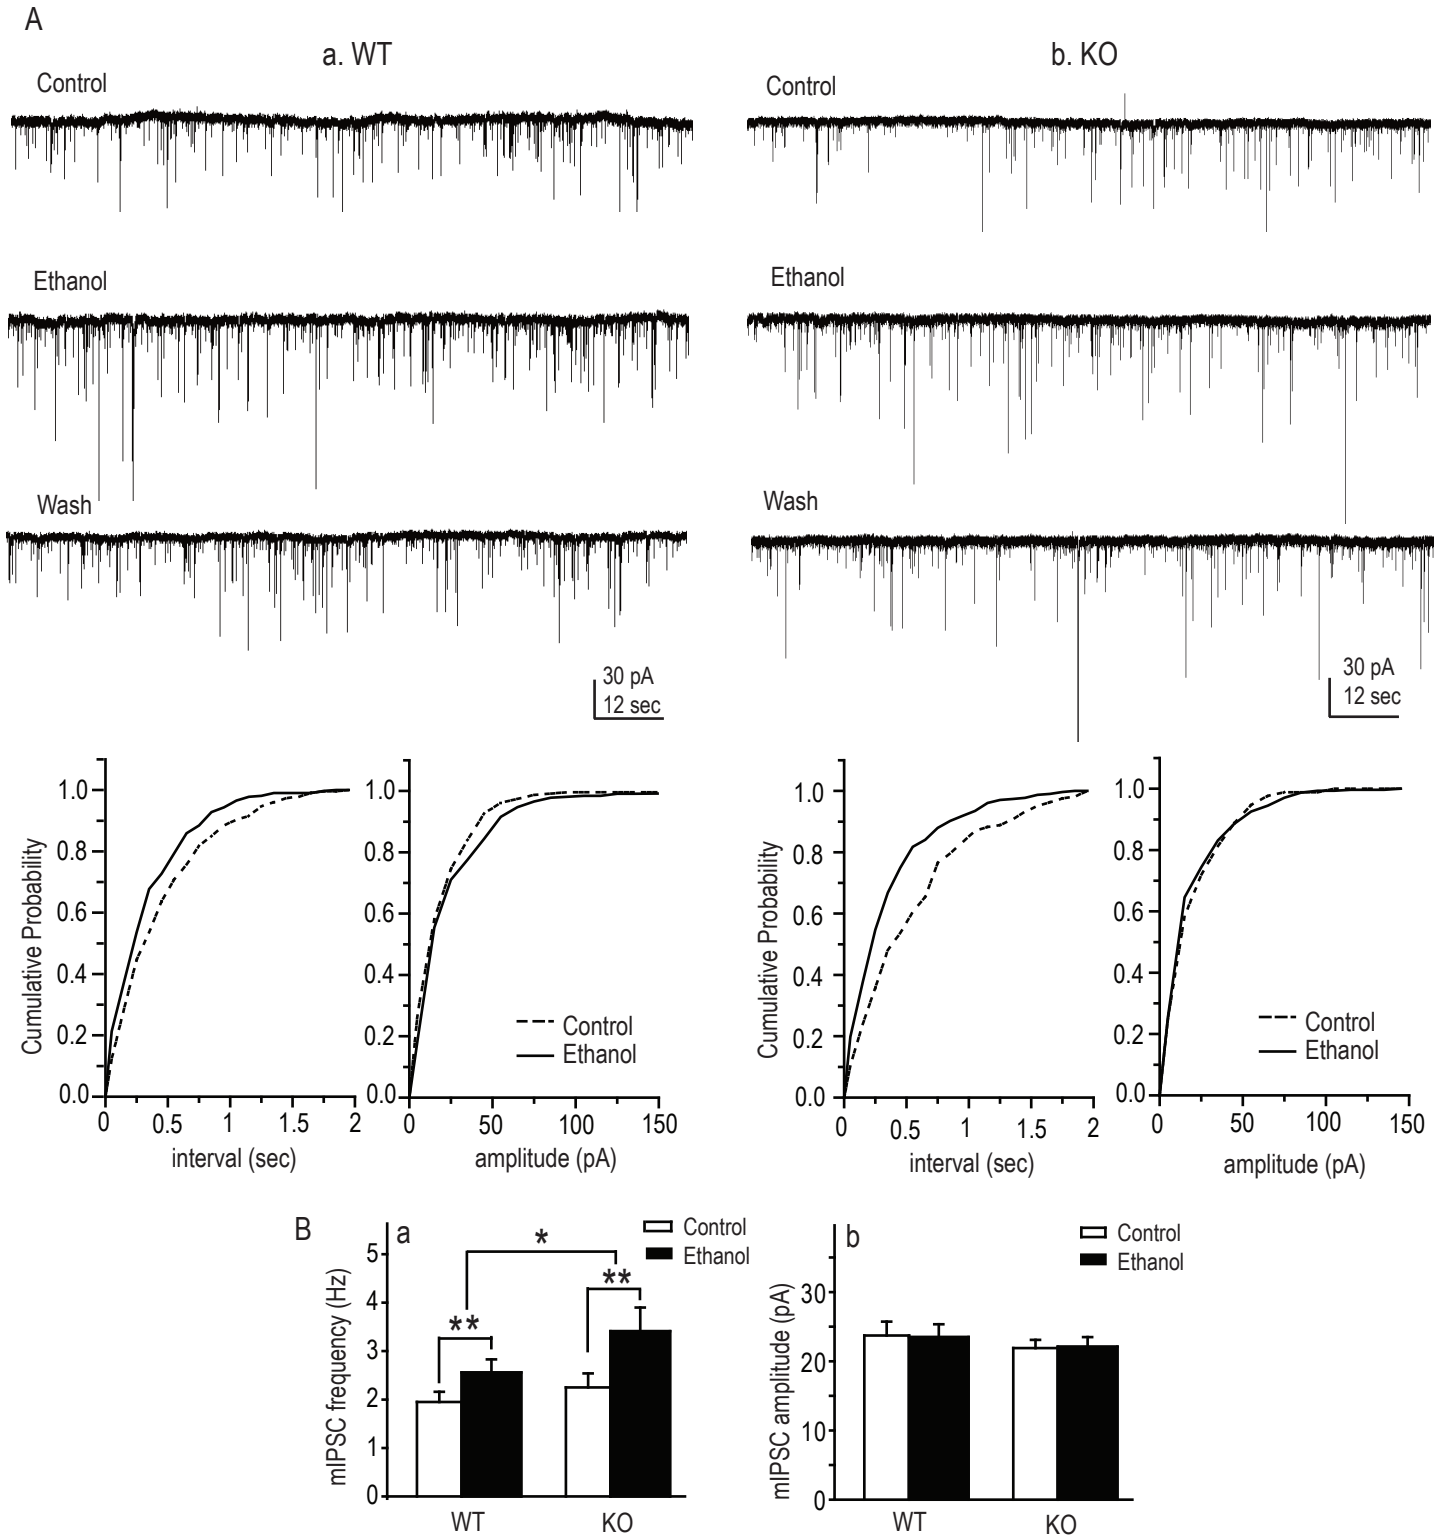 A
a. WT
b. KO
Control
Control
Ethanol
Ethanol
Wash
Wash
30 pA
12 sec
30 pA
12 sec
Cumulative Probability
1.0
0.8
0.6
0.4
0.2
0.0
0 0.5 1 1.5 2
interval (sec)
1.0
0.8
0.6
0.4
0.2
0.0
0 50 100 150
amplitude (pA)
Control
Ethanol
Cumulative Probability
1.0
0.8
0.6
0.4
0.2
0.0
0 0.5 1 1.5 2
interval (sec)
1.0
0.8
0.6
0.4
0.2
0.0
0 50 100 150
amplitude (pA)
Control
Ethanol
B
a
Control
Ethanol
*
**
**
mIPSC frequency (Hz)
5
4
3
2
1
0
WT KO
b
Control
Ethanol
mIPSC amplitude (pA)
30
20
10
0
WT KO